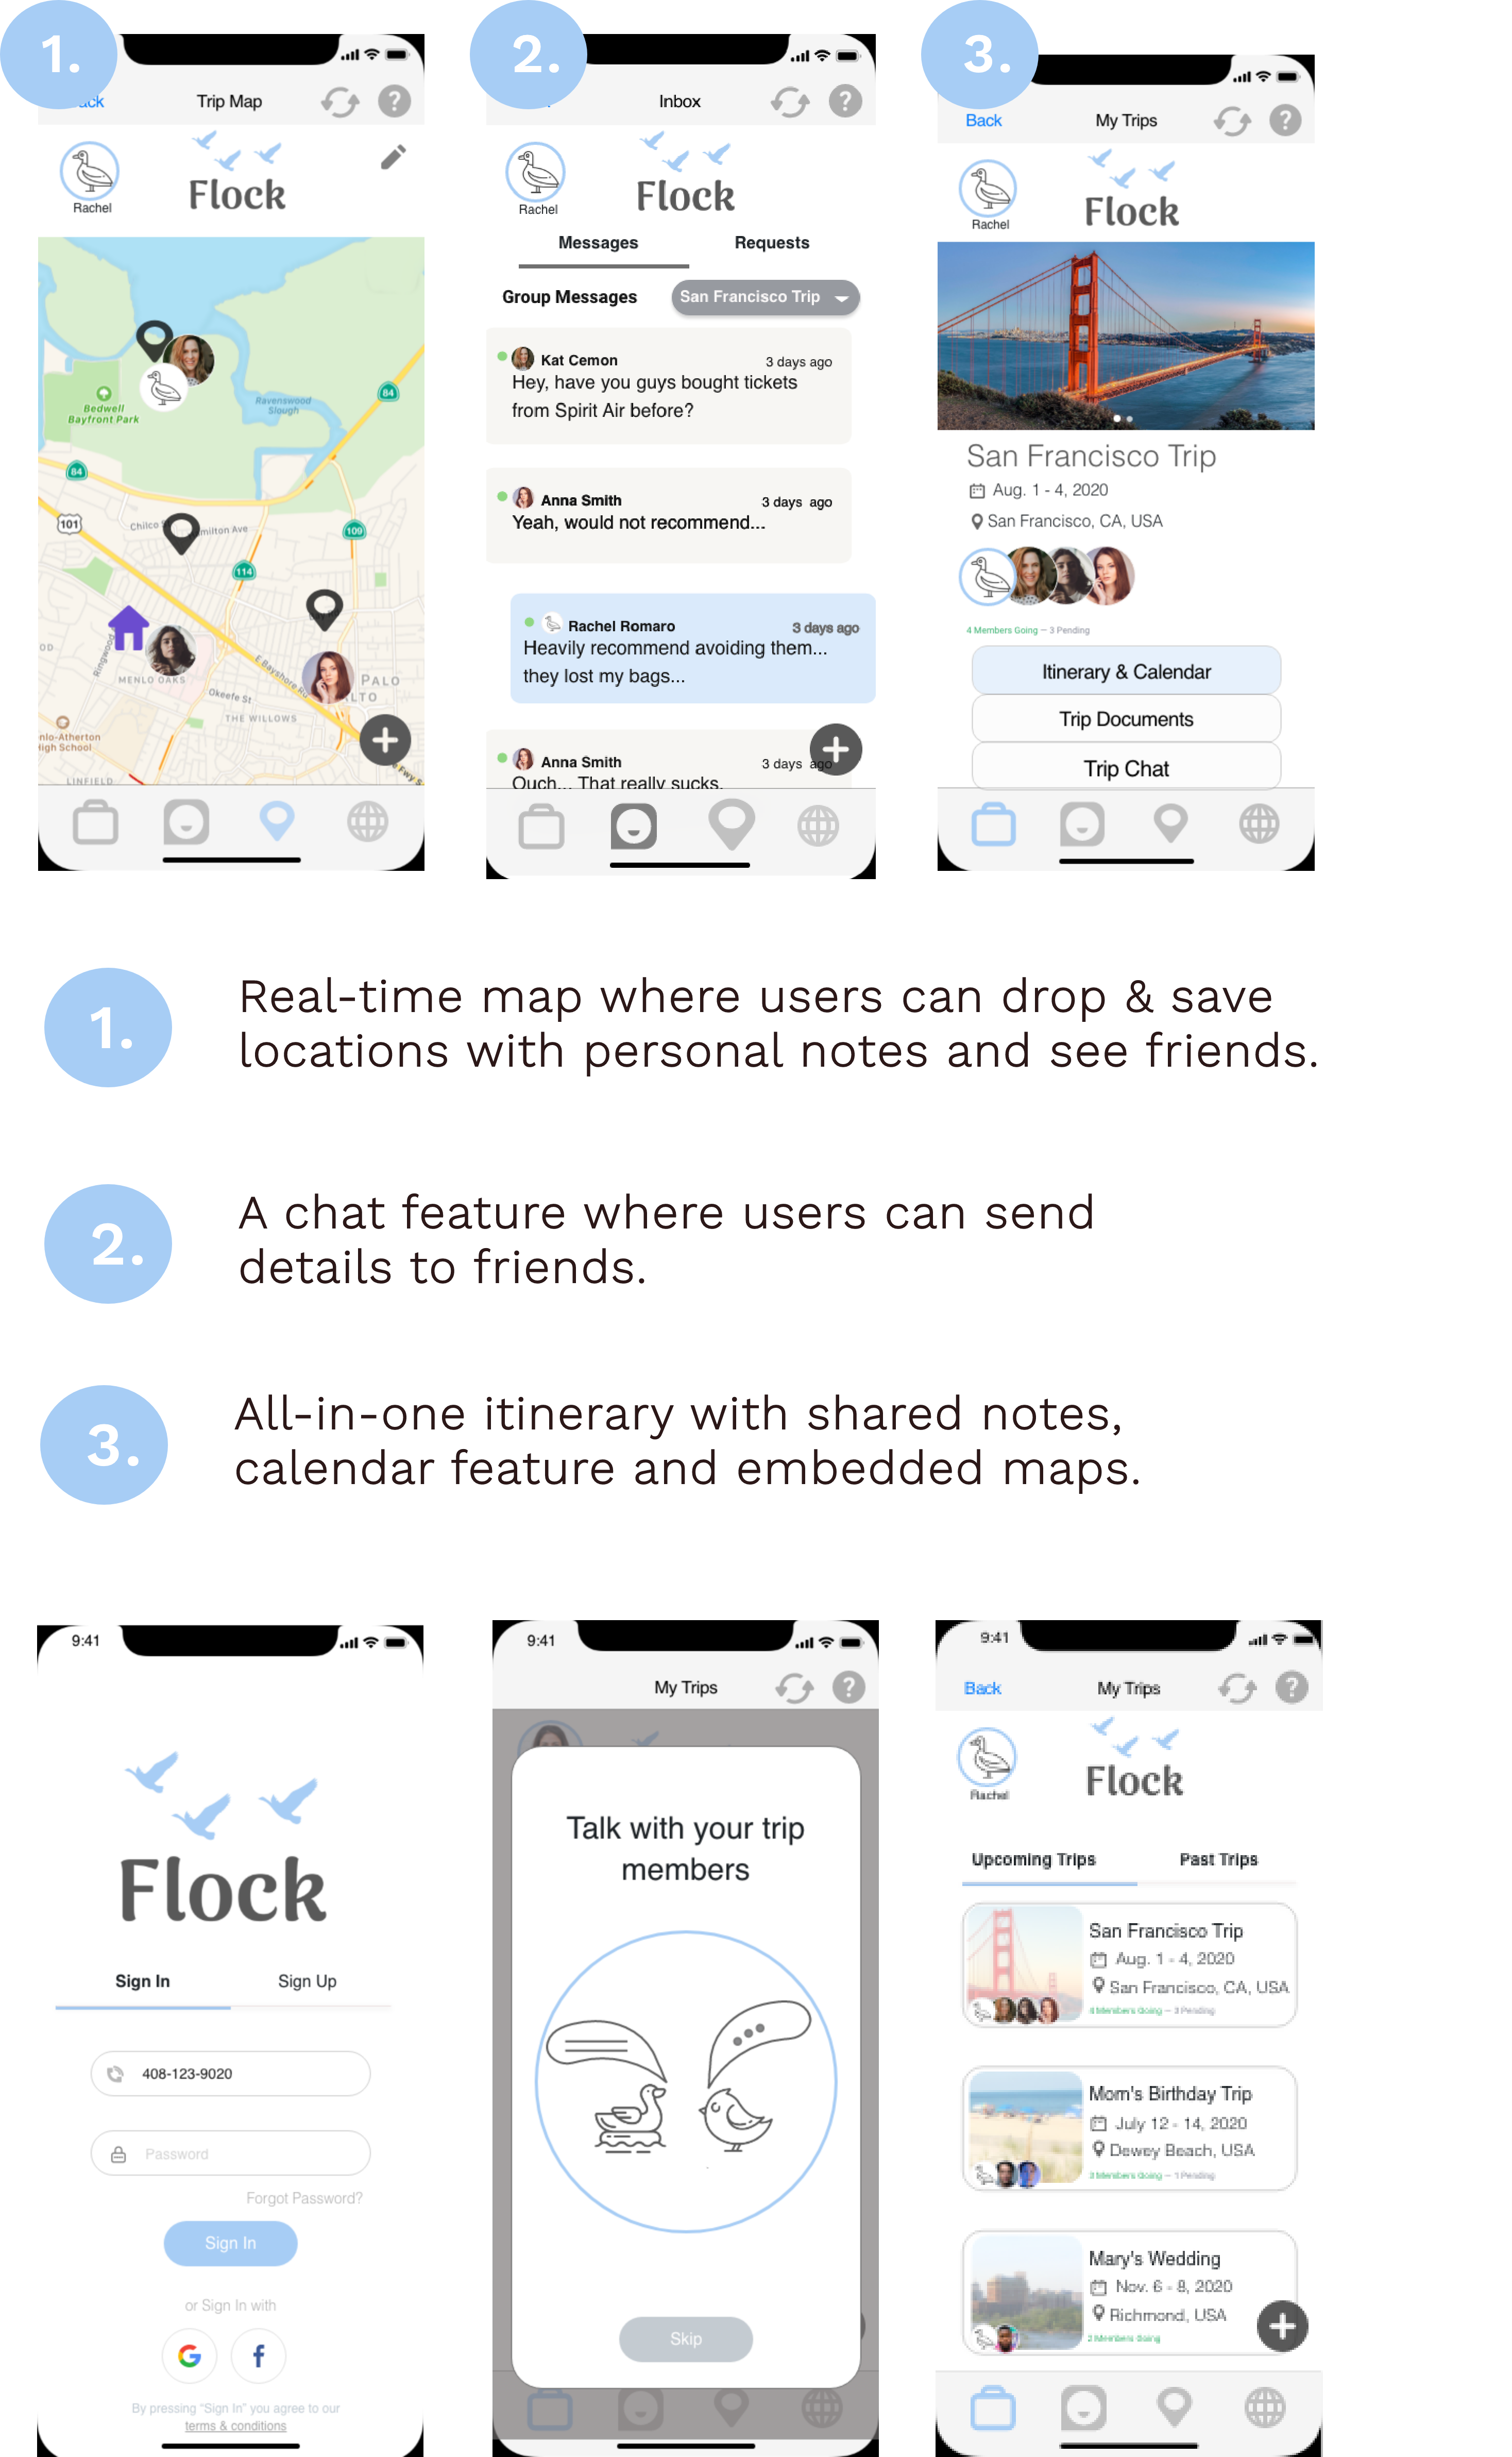 1.
ack
Trip Map
Rachel
Flock
Bedwell
Bayfront Park
Ravenswood
Slough
84
84
101
Chilco S
milton Ave
109
114
OD
Ringwood
MENLO OAKS
E Bayshore Rd
PALO
LTO
Okeefe St
THE WILLOWS
nlo-Atherton
High School
LINFIELD
e Fwy S
2.
Inbox
Rachel
Flock
Messages
Requests
Group Messages
San Francisco Trip
Kat Cemon
3 days ago
Hey, have you guys bought tickets
from Spirit Air before?
Anna Smith
3 days ago
Yeah, would not recommend...
Rachel Romaro
3 days ago
Heavily recommend avoiding them...
they lost my bags...
Anna Smith
3 days ago
Ouch... That really sucks.
3.
Back
My Trips
Rachel
Flock
San Francisco Trip
Aug. 1 - 4, 2020
San Francisco, CA, USA
4 Members Going — 3 Pending
Itinerary & Calendar
Trip Documents
Trip Chat
1.
Real-time map where users can drop & save
locations with personal notes and see friends.
2.
A chat feature where users can send
details to friends.
3.
All-in-one itinerary with shared notes,
calendar feature and embedded maps.
9:41
Flock
Sign In
Sign Up
408-123-9020
Password
Forgot Password?
Sign In
or Sign In with
G
f
By pressing “Sign In” you agree to our
terms & conditions
9:41
My Trips
Talk with your trip
members
Skip
9:41
Back
My Trips
Rachel
Flock
Upcoming Trips
Past Trips
San Francisco Trip
Aug. 1 - 4, 2020
San Francisco, CA, USA
4 Members Going — 3 Pending
Mom's Birthday Trip
July 12 - 14, 2020
Dewey Beach, USA
3 Members Going — 1 Pending
Mary's Wedding
Nov. 6 - 8, 2020
Richmond, USA
2 Members Going